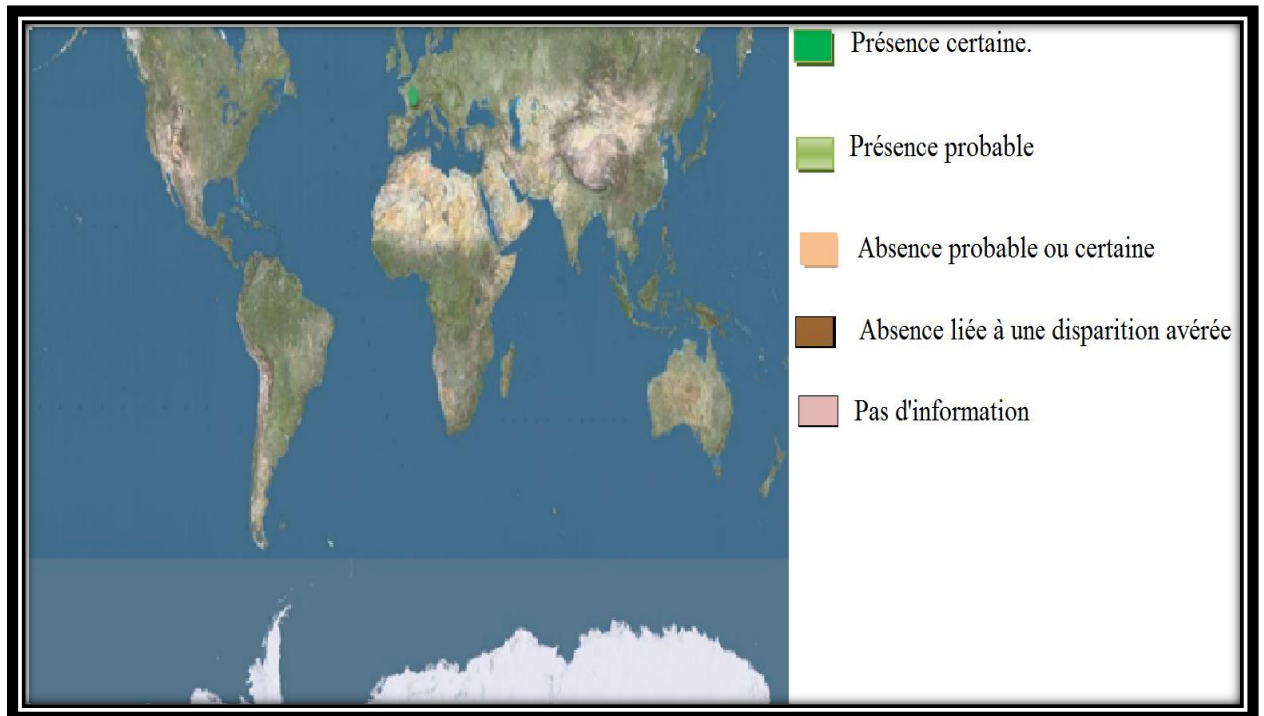 Présence certaine.
Présence probable
Absence probable ou certaine
Absence liée à une disparition avérée
Pas d'information